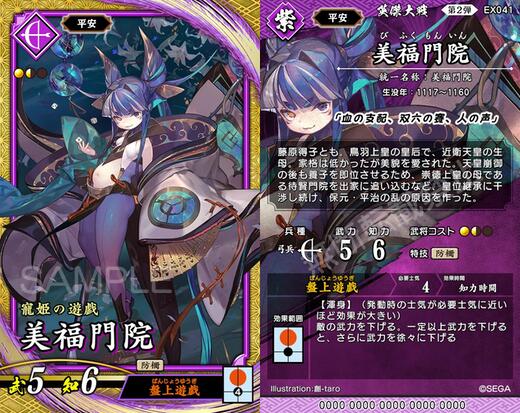 平安
SAMPLE
寵姫の遊戯
美福門院
防柵
武5 知6
ばんじょうゆうぎ
盤上遊戯
4
紫
平安
英傑大戦 第2弾 EX041
び ふく もん いん
美福門院
統一名称:美福門院
生没年:1117~1160
「血の支配、双六の賽、人の声」
藤原得子とも。鳥羽上皇の皇后で、近衛天皇の生
母。家格は低かったが美貌を愛された。天皇崩御
の後も養子を即位させるため、崇徳上皇の母であ
る待賢門院を出家に追い込むなど、皇位継承に干
渉し続け、保元・平治の乱の原因を作った。
兵種 武力 知力 武将コスト
弓兵 5 6 特技 防柵
ばんじょうゆうぎ 必要士気 効果時間
盤上遊戯 4 知力時間
効果範囲
【渾身】(発動時の士気が必要士気に近い
ほど効果が大きい)
敵の武力を下げる。一定以上武力を下げる
と、さらに武力を徐々に下げる
Illustration:創-taro
©SEGA
0000 0000 0000 0000 0000